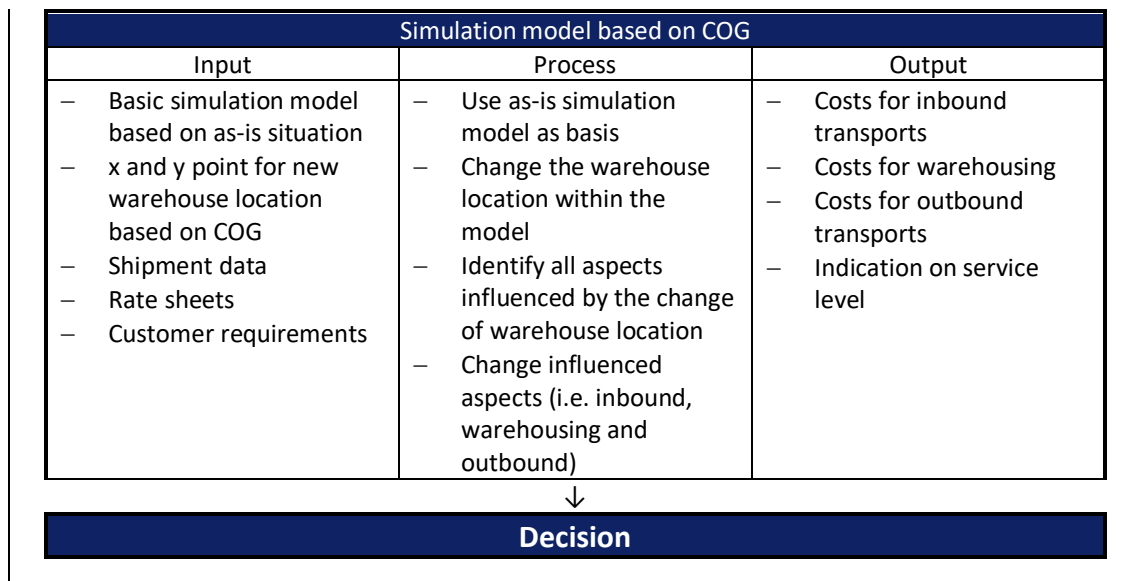 Simulation model based on COG
Input
Process
Output
– Basic simulation model
based on as-is situation
– x and y point for new
warehouse location
based on COG
– Shipment data
– Rate sheets
– Customer requirements
– Use as-is simulation
model as basis
– Change the warehouse
location within the
model
– Identify all aspects
influenced by the change
of warehouse location
– Change influenced
aspects (i.e. inbound,
warehousing and
outbound)
– Costs for inbound
transports
– Costs for warehousing
– Costs for outbound
transports
– Indication on service
level
↓
Decision